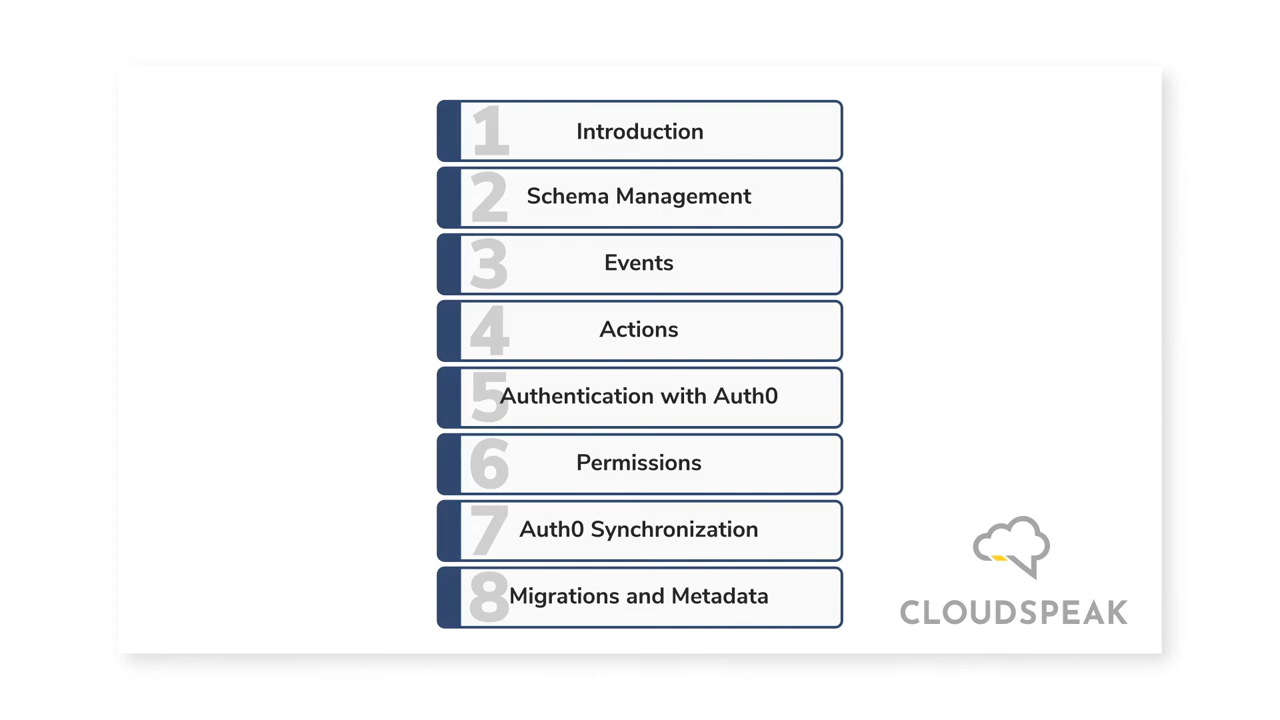 1 Introduction
2 Schema Management
3 Events
4 Actions
5 Authentication with Auth0
6 Permissions
7 Auth0 Synchronization
8 Migrations and Metadata
CLOUDSPEAK